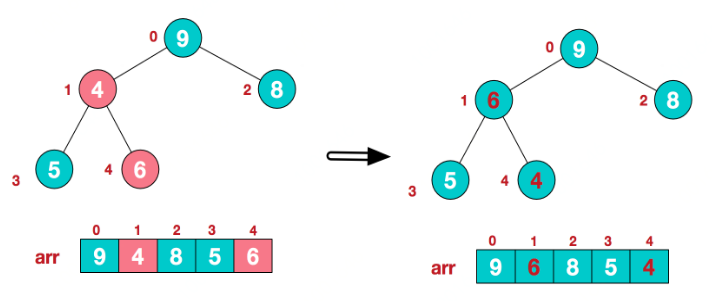 0 9
1 4 2 8
3 5 4 6
0 1 2 3 4
arr 9 4 8 5 6
0 9
1 6 2 8
3 5 4 4
0 1 2 3 4
arr 9 6 8 5 4